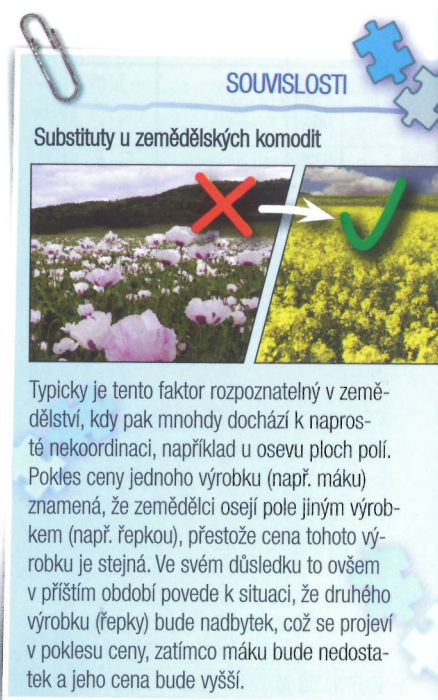 SOUVISLOSTI
Substituty u zemědělských komodit
Typicky je tento faktor rozpoznatelný v země-
dělství, kdy pak mnohdy dochází k napros-
té nekoordinaci, například u osevu ploch polí.
Pokles ceny jednoho výrobku (např. máku)
znamená, že zemědělci osejí pole jiným výrob-
kem (např. řepkou), přestože cena tohoto vý-
robku je stejná. Ve svém důsledku to ovšem
v příštím období povede k situaci, že druhého
výrobku (řepky) bude nadbytek, což se projeví
v poklesu ceny, zatímco máku bude nedosta-
tek a jeho cena bude vyšší.